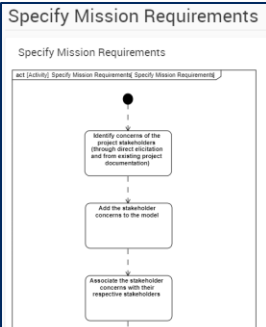 Specify Mission Requirements
Specify Mission Requirements
act [Activity] Specify Mission Requirements[ Specify Mission Requirements]
Identify concerns of the
project stakeholders
(through direct elicitation
and from existing project
documentation)
Add the stakeholder
concerns to the model
Associate the stakeholder
concerns with their
respective stakeholders